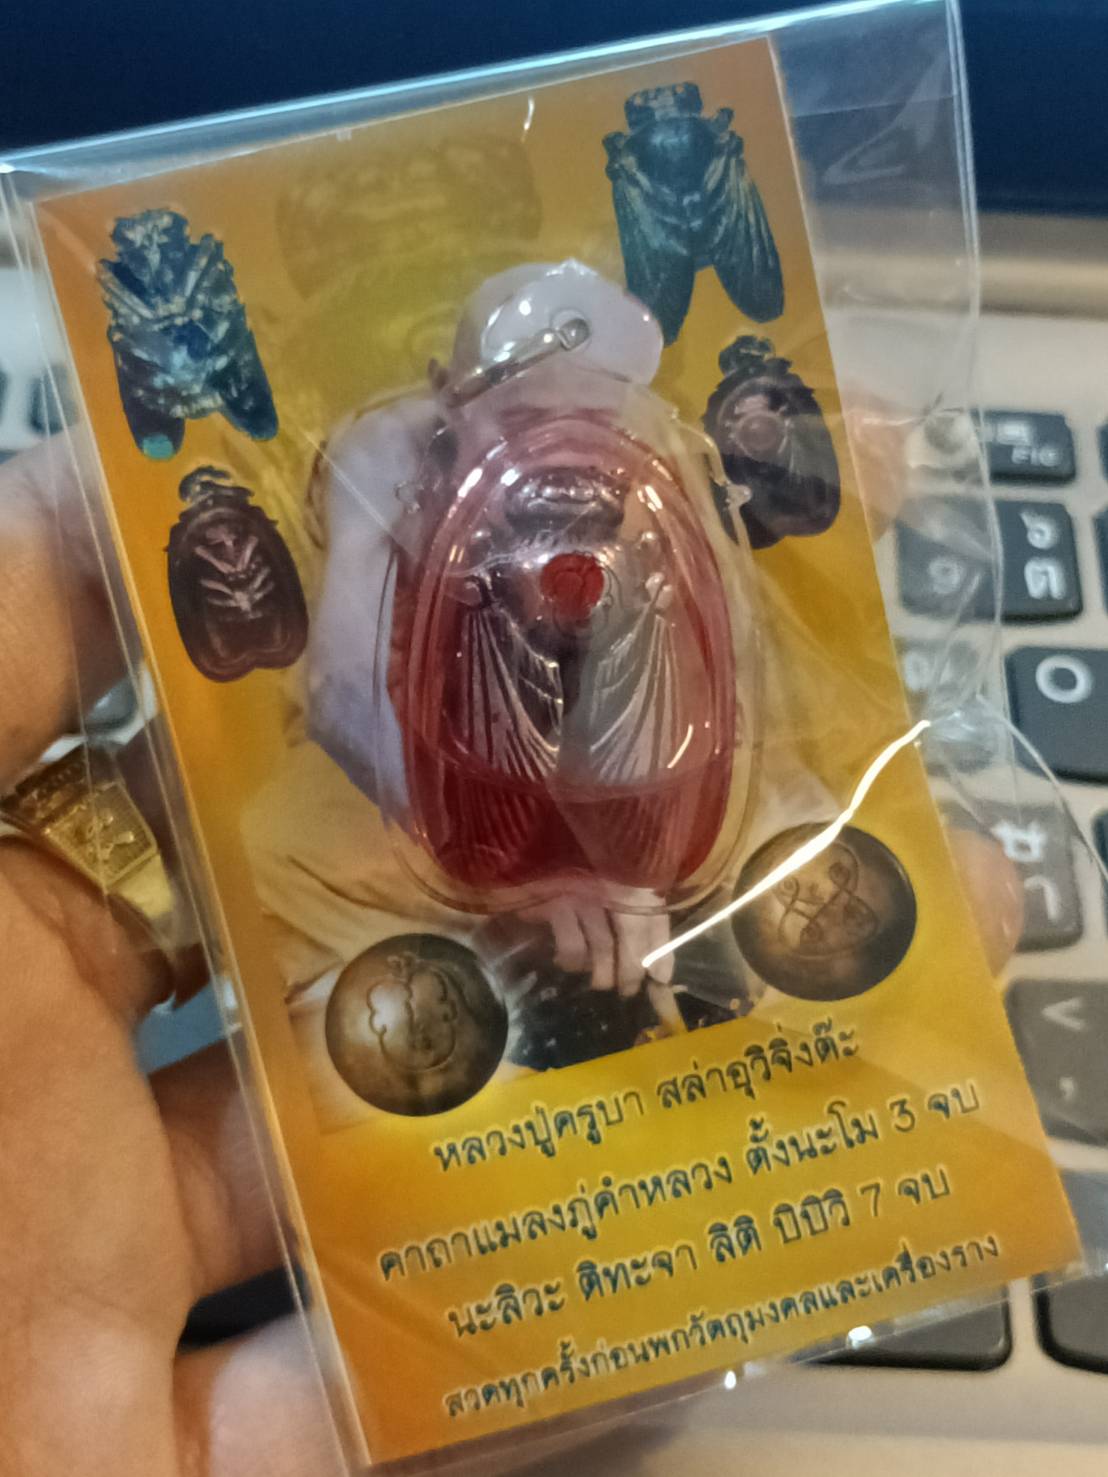 หลวงปู่ครูบา สล่าอุวิจิ่งต๊ะ
คาถาแมลงภู่คำหลวง ตั้งนะโม 3 จบ
นะลิวะ ติทะจา ลิติ ปิปิวิ 7 จบ
สวดทุกครั้งก่อนพกวัตถุมงคลและเครื่องราง
FIG
O
<
,